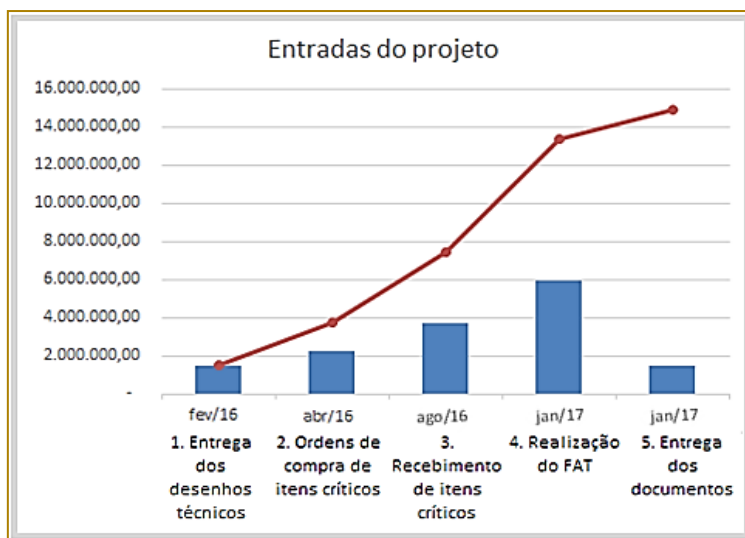 Entradas do projeto
16.000.000,00
14.000.000,00
12.000.000,00
10.000.000,00
8.000.000,00
6.000.000,00
4.000.000,00
2.000.000,00
-
fev/16 abr/16 ago/16 jan/17 jan/17
1. Entrega dos desenhos técnicos
2. Ordens de compra de itens críticos
3. Recebimento de itens críticos
4. Realização do FAT
5. Entrega dos documentos